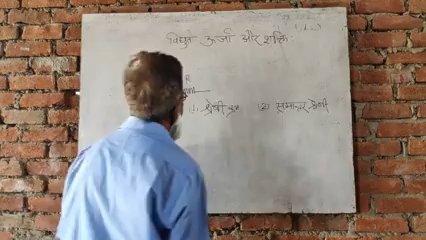 विद्युत ऊर्जा और शक्ति
R
(1) श्रेणी क्रम (2) समान्तर श्रेणी